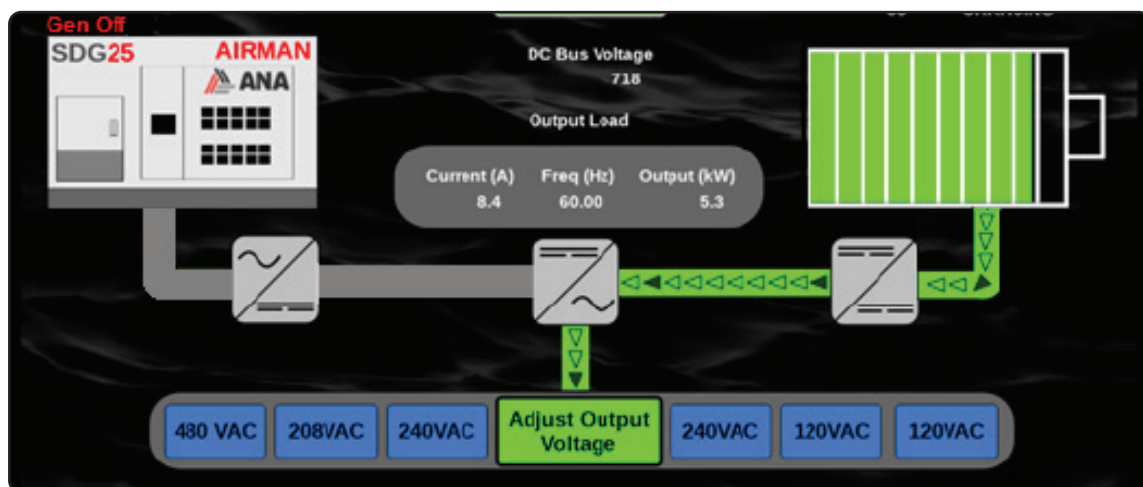 Gen Off
SDG25 AIRMAN
ANA
DC Bus Voltage
718
Output Load
Current (A) Freq (Hz) Output (kW)
8.4 60.00 5.3
480 VAC 208VAC 240VAC Adjust Output Voltage 240VAC 120VAC 120VAC